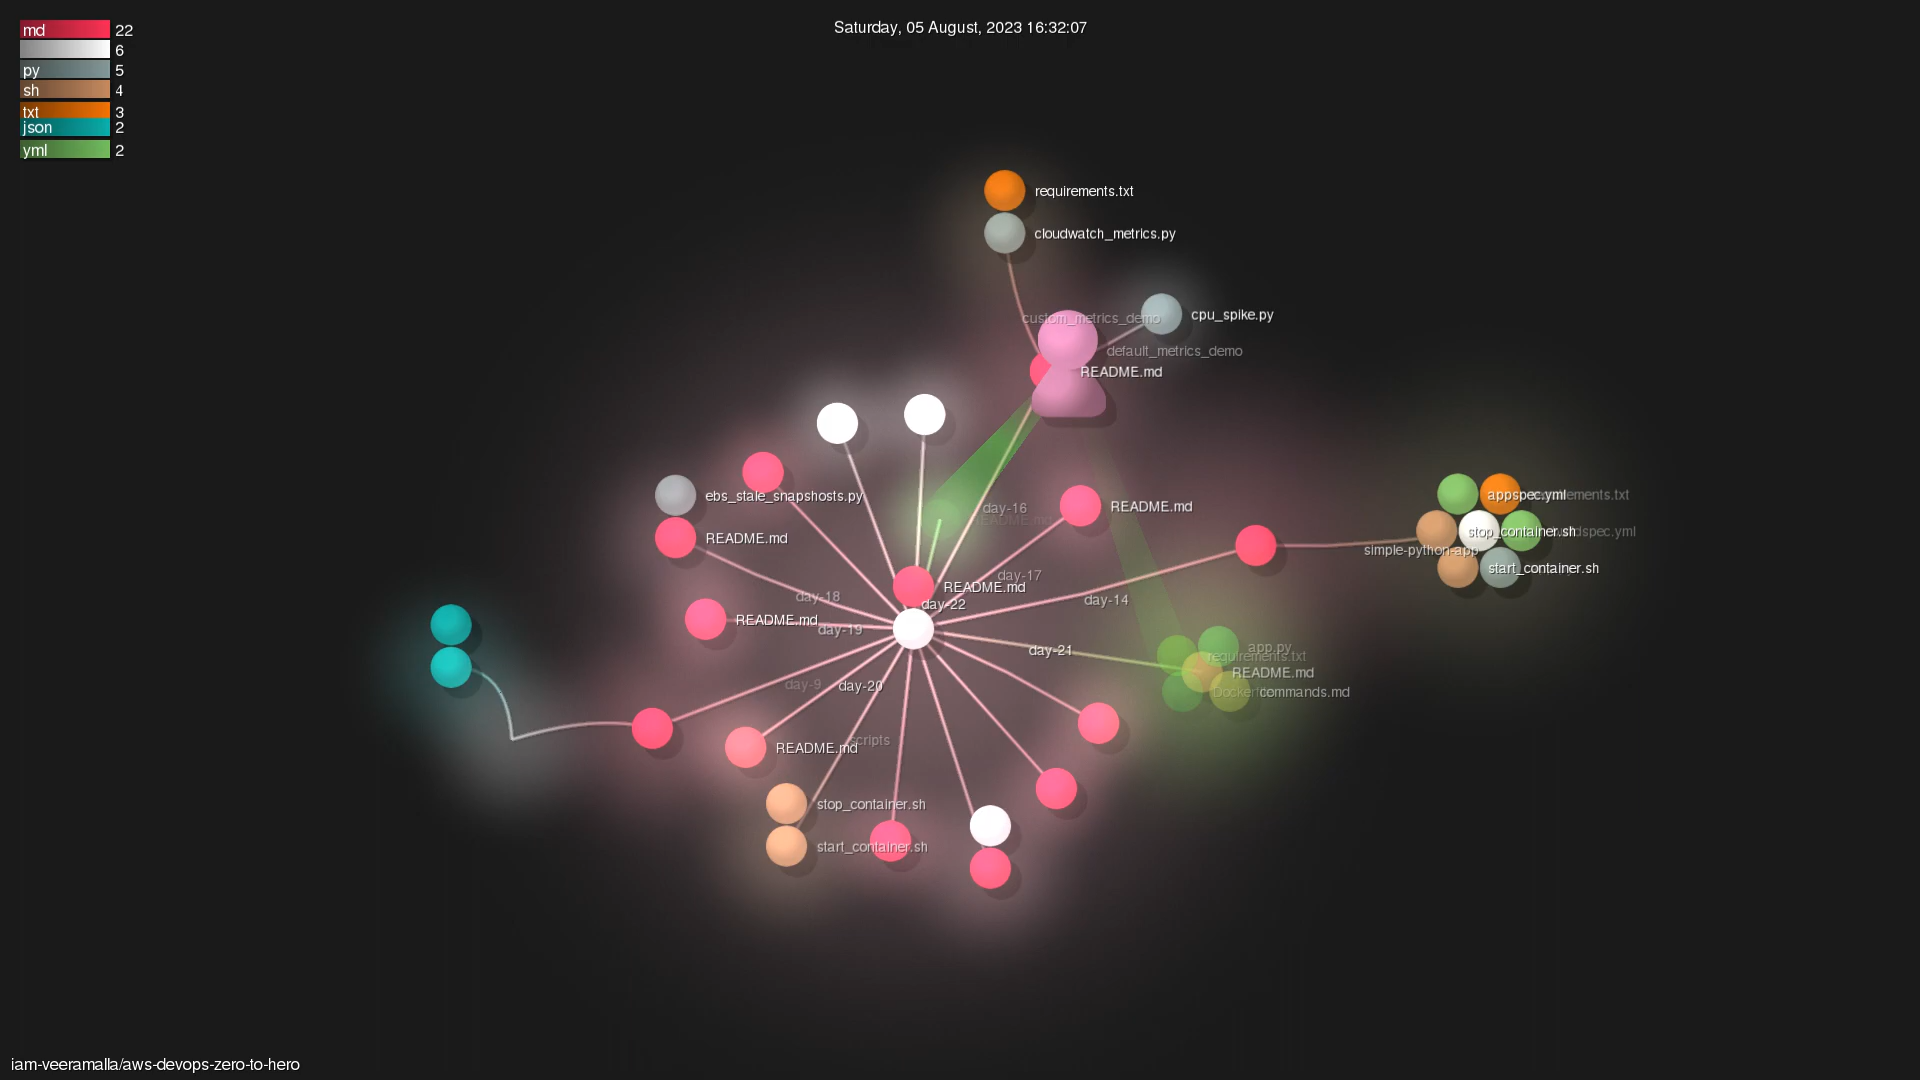 Saturday, 05 August, 2023 16:32:07
md 22
6
py 5
sh 4
txt 3
json 2
yml 2
requirements.txt
cloudwatch_metrics.py
custom_metrics_demo
cpu_spike.py
default_metrics_demo
README.md
ebs_stale_snapshosts.py
day-16
README.md
README.md
README.md
appspec.yml
stop_container.sh
simple-python-app
start_container.sh
day-17
README.md
day-18
day-22
day-14
README.md
day-19
day-21
app.py
requirements.txt
README.md
commands.md
day-9
day-20
scripts
README.md
stop_container.sh
start_container.sh
iam-veeramalla/aws-devops-zero-to-hero